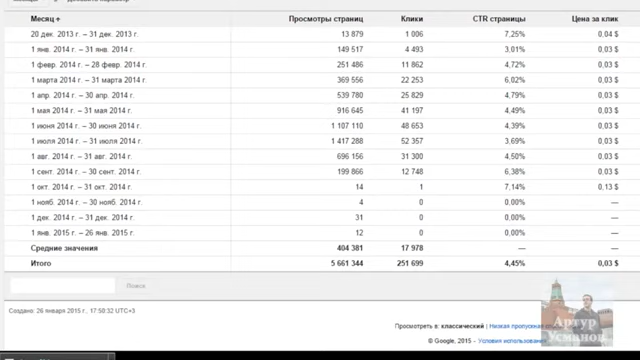 Месяц Просмотры страниц Клики CTR страницы Цена за клик
20 дек. 2013 г. – 31 дек. 2013 г. 13 879 1 006 7,25% 0,04 $
1 янв. 2014 г. – 31 янв. 2014 г. 149 517 4 493 3,01% 0,03 $
1 февр. 2014 г. – 28 февр. 2014 г. 251 486 11 862 4,72% 0,03 $
1 марта 2014 г. – 31 марта 2014 г. 369 556 22 253 6,02% 0,03 $
1 апр. 2014 г. – 30 апр. 2014 г. 539 780 25 829 4,79% 0,03 $
1 мая 2014 г. – 31 мая 2014 г. 916 645 41 197 4,49% 0,03 $
1 июня 2014 г. – 30 июня 2014 г. 1 107 110 48 653 4,39% 0,03 $
1 июля 2014 г. – 31 июля 2014 г. 1 417 288 52 357 3,69% 0,03 $
1 авг. 2014 г. – 31 авг. 2014 г. 696 156 31 300 4,50% 0,03 $
1 сент. 2014 г. – 30 сент. 2014 г. 199 866 12 748 6,38% 0,03 $
1 окт. 2014 г. – 31 окт. 2014 г. 14 1 7,14% 0,13 $
1 нояб. 2014 г. – 30 нояб. 2014 г. 4 0 0,00% —
1 дек. 2014 г. – 31 дек. 2014 г. 31 0 0,00% —
1 янв. 2015 г. – 26 янв. 2015 г. 12 0 0,00% —
Средние значения 404 381 17 978 — —
Итого 5 661 344 251 699 4,45% 0,03 $
Поиск
Создано: 26 января 2015 г., 17:58:32 UTC+3
Просмотреть в: классический | Низкая пропускная
© Google, 2015 – Условия использования
Артур
Усманов